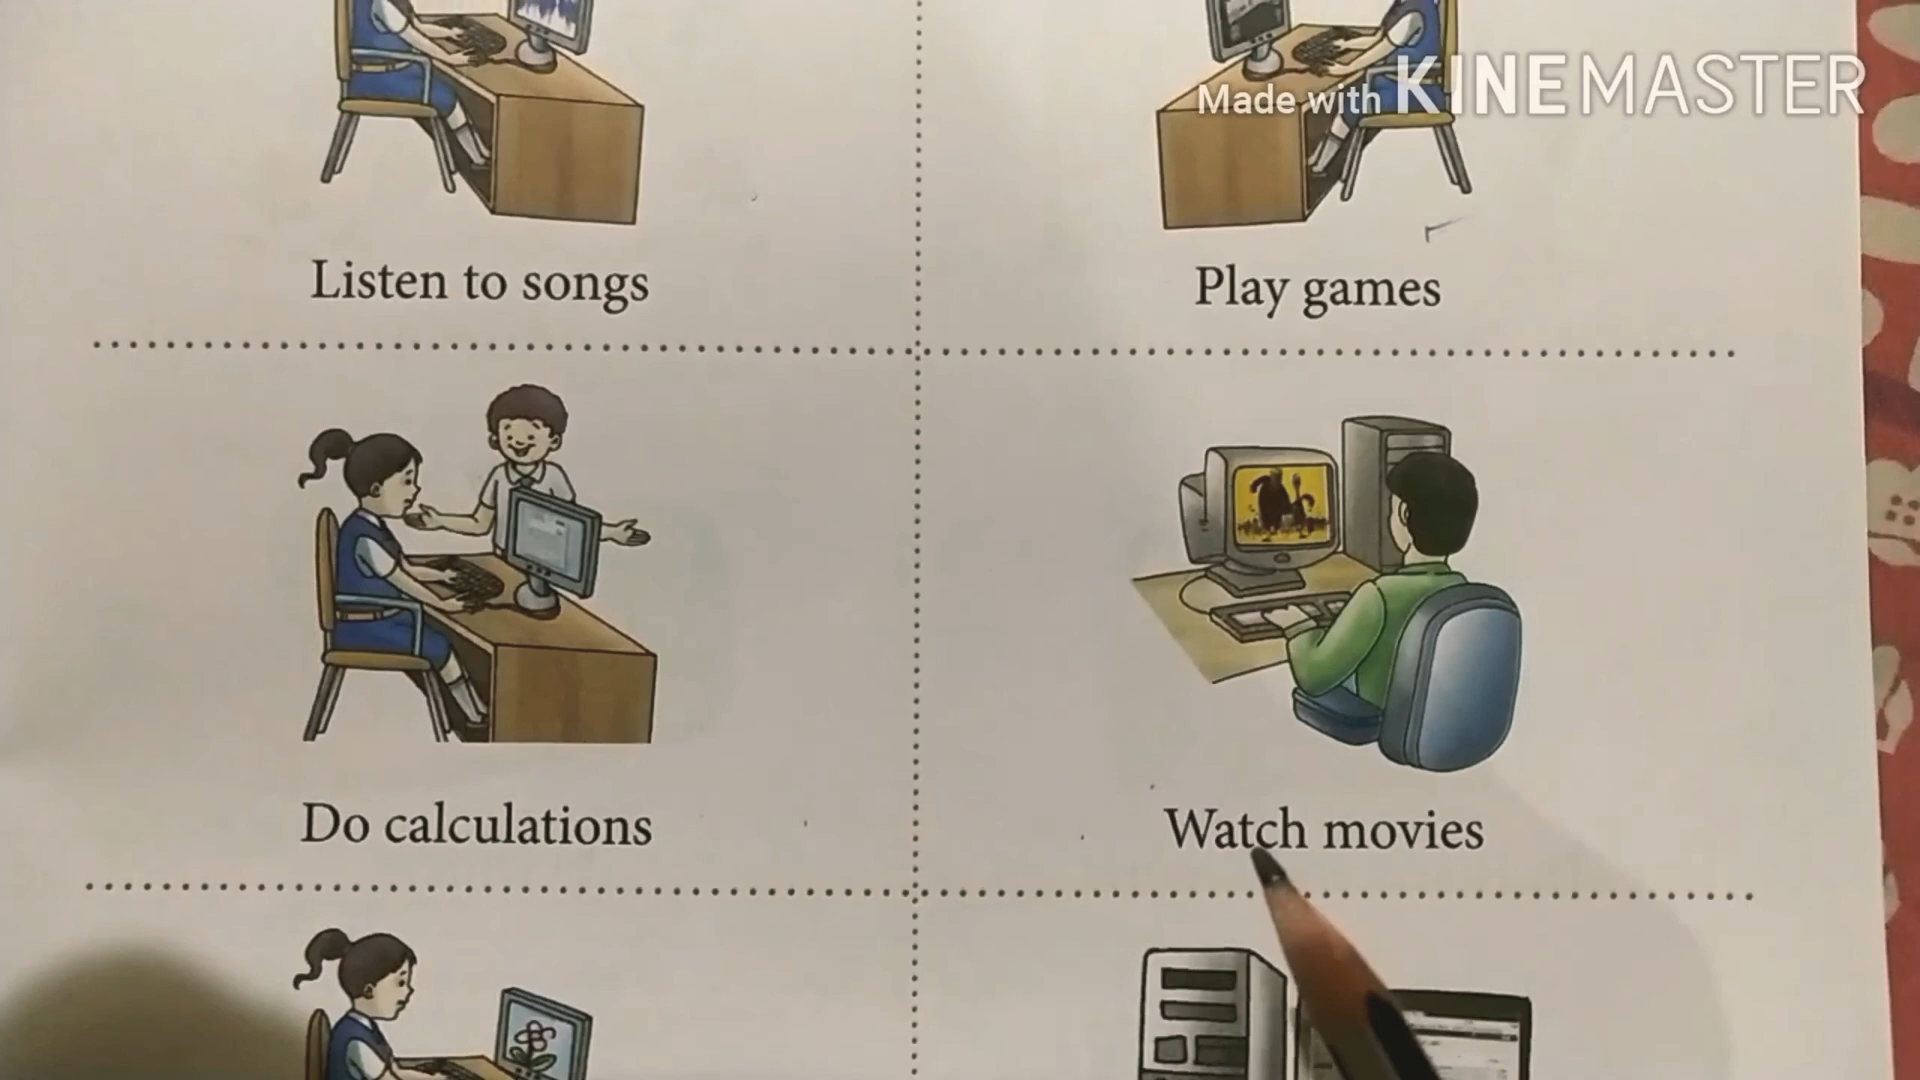 Made with KINEMASTER
Listen to songs
Play games
Do calculations
Watch movies